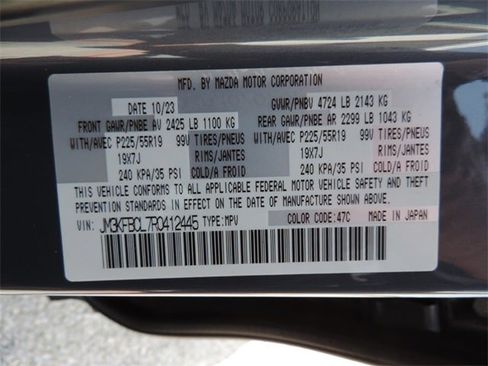 MFD. BY MAZDA MOTOR CORPORATION
DATE 10/23 GVWR/PNBV 4724 LB 2143 KG
FRONT GAWR/PNBE AV 2425 LB 1100 KG REAR GAWR/PNBE AR 2299 LB 1043 KG
WITH/AVEC P225/55R19 99V TIRES/PNEUS WITH/AVEC P225/55R19 99V TIRES/PNEUS
19X7J RIMS/JANTES 19X7J RIMS/JANTES
240 KPA/35 PSI COLD/A FROID 240 KPA/35 PSI COLD/A FROID
THIS VEHICLE CONFORMS TO ALL APPLICABLE FEDERAL MOTOR VEHICLE SAFETY AND THEFT
PREVENTION STANDARDS IN EFFECT ON THE DATE OF MANUFACTURE SHOWN ABOVE.
VIN: JM3KFBCL7R0412445 TYPE:MPV COLOR CODE:47C MADE IN JAPAN